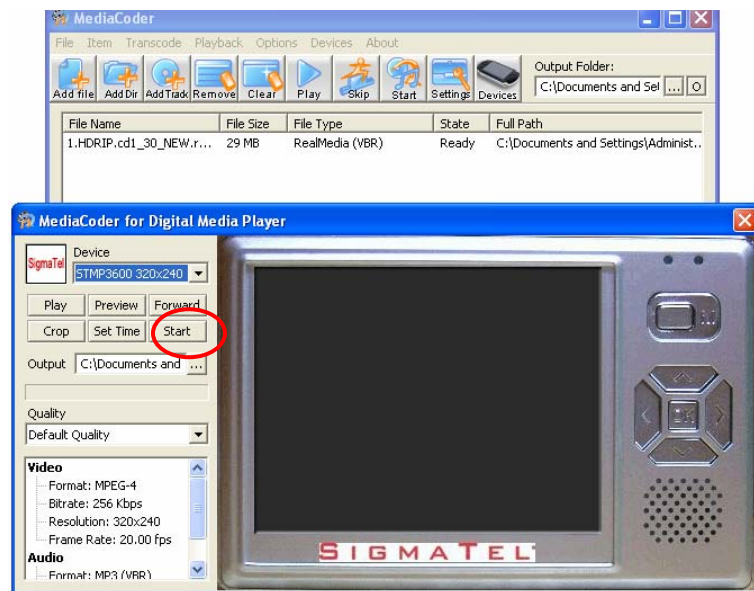 MediaCoder
File Item Transcode Playback Options Devices About
Add file Add Dir Add Track Remove Clear Play Skip Start Settings Devices
Output Folder:
C:\Documents and Sel ... O
File Name File Size File Type State Full Path
1.HDRIP.cd1_30_NEW.r... 29 MB RealMedia (VBR) Ready C:\Documents and Settings\Administ..
MediaCoder for Digital Media Player
SigmaTel
Device
STMP3600 320x240
Play Preview Forward
Crop Set Time Start
Output C:\Documents and ...
Quality
Default Quality
Video
Format: MPEG-4
Bitrate: 256 Kbps
Resolution: 320x240
Frame Rate: 20.00 fps
Audio
Format: MP3 (VBR)
OK
SIGMATEL